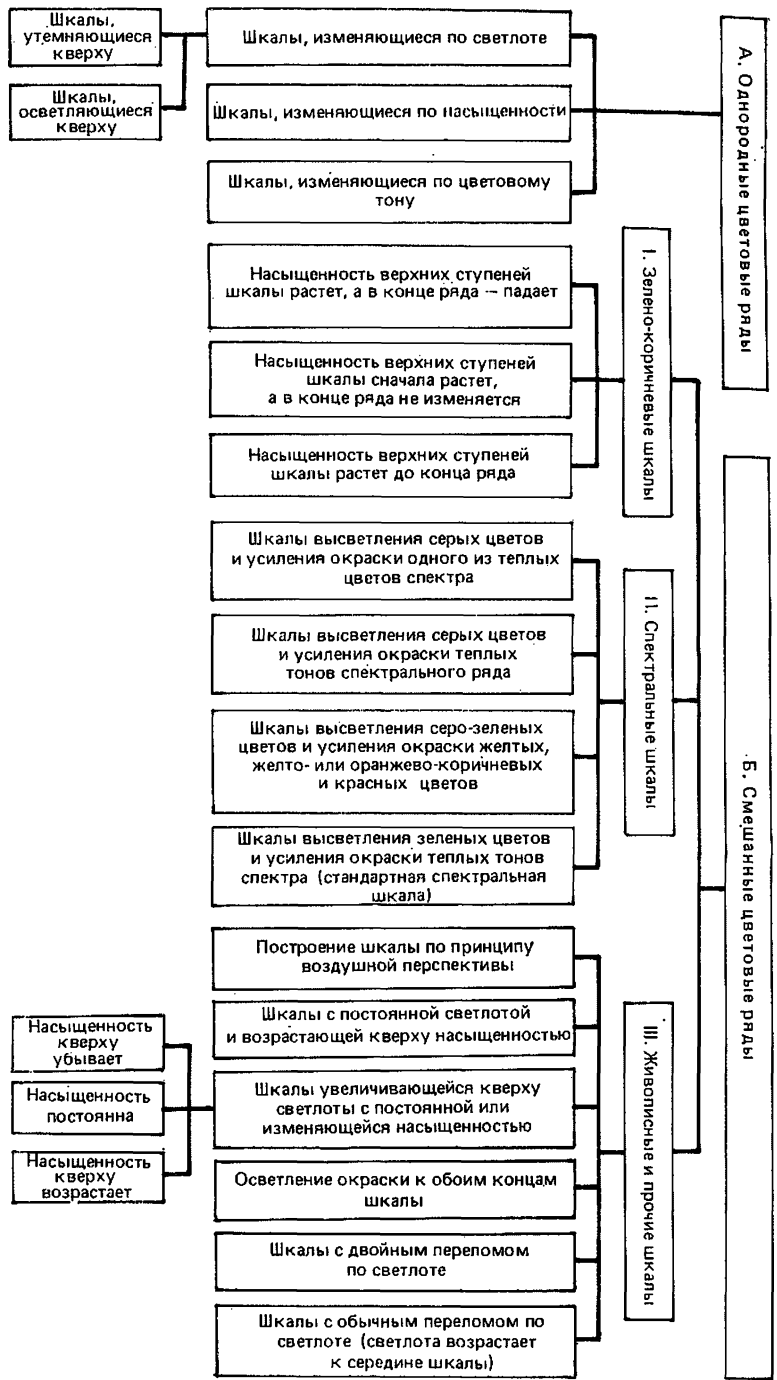 А. Однородные цветовые ряды
Шкалы, изменяющиеся по светлоте
Шкалы,
утемняющиеся
кверху
Шкалы,
осветляющиеся
кверху
Шкалы, изменяющиеся по насыщенности
Шкалы, изменяющиеся по цветовому
тону
Б. Смешанные цветовые ряды
I. Зелено-коричневые шкалы
Насыщенность верхних ступеней
шкалы растет, а в конце ряда – падает
Насыщенность верхних ступеней
шкалы сначала растет,
а в конце ряда не изменяется
Насыщенность верхних ступеней
шкалы растет до конца ряда
II. Спектральные шкалы
Шкалы высветления серых цветов
и усиления окраски одного из теплых
цветов спектра
Шкалы высветления серых цветов
и усиления окраски теплых
тонов спектрального ряда
Шкалы высветления серо-зеленых
цветов и усиления окраски желтых,
желто- или оранжево-коричневых
и красных цветов
Шкалы высветления зеленых цветов
и усиления окраски теплых тонов
спектра (стандартная спектральная
шкала)
III. Живописные и прочие шкалы
Построение шкалы по принципу
воздушной перспективы
Шкалы с постоянной светлотой
и возрастающей кверху насыщенностью
Шкалы увеличивающейся кверху
светлоты с постоянной или
изменяющейся насыщенностью
Насыщенность
кверху
убывает
Насыщенность
постоянна
Насыщенность
кверху
возрастает
Осветление окраски к обоим концам
шкалы
Шкалы с двойным переломом
по светлоте
Шкалы с обычным переломом по
светлоте (светлота возрастает
к середине шкалы)